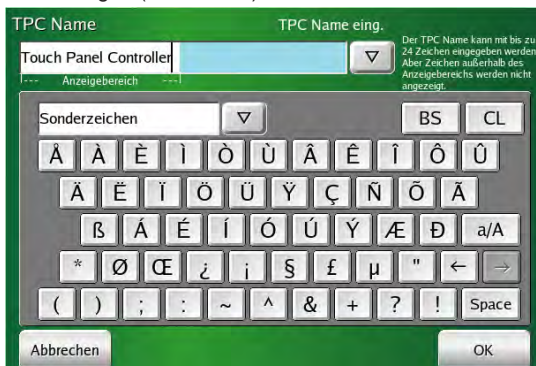 TPC Name
TPC Name eing.
Touch Panel Controller
Der TPC Name kann mit bis zu
24 Zeichen eingegeben werden
Aber Zeichen außerhalb des
Anzeigebereichs werden nicht
angezeigt.
|--- Anzeigebereich ---|
Sonderzeichen BS CL
Å À È Ì Ò Ù Â Ê Î Ô Û
Ä Ë Ï Ö Ü Ÿ Ç Ñ Õ Ã
ß Á É Í Ó Ú Ý Æ Đ a/A
* Ø Œ ¿ ¡ § £ µ " ← →
( ) ; : ~ ^ & + ? ! Space
Abbrechen OK